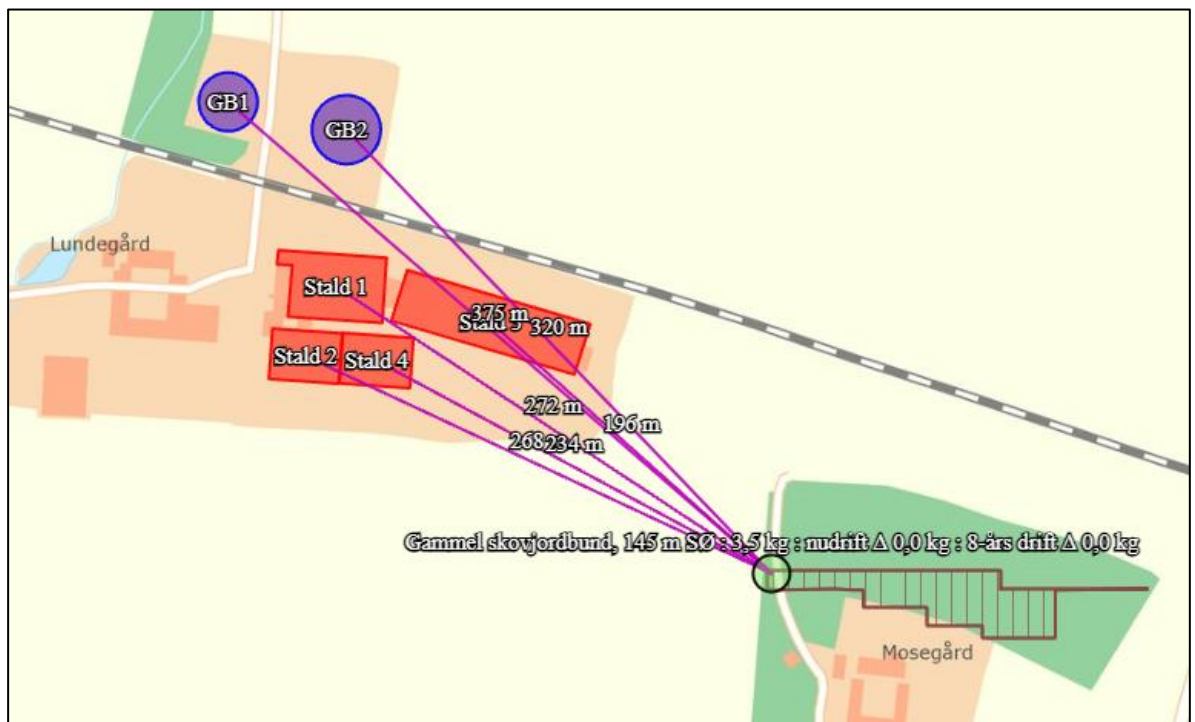 GB1
GB2
Lundegård
Stald 1
375 m
Stald 3
320 m
Stald 2
Stald 4
272 m
196 m
268
234 m
Gammel skovjordbund, 145 m SØ : 3,5 kg : nudrift Δ 0,0 kg : 8-års drift Δ 0,0 kg
Mosegård